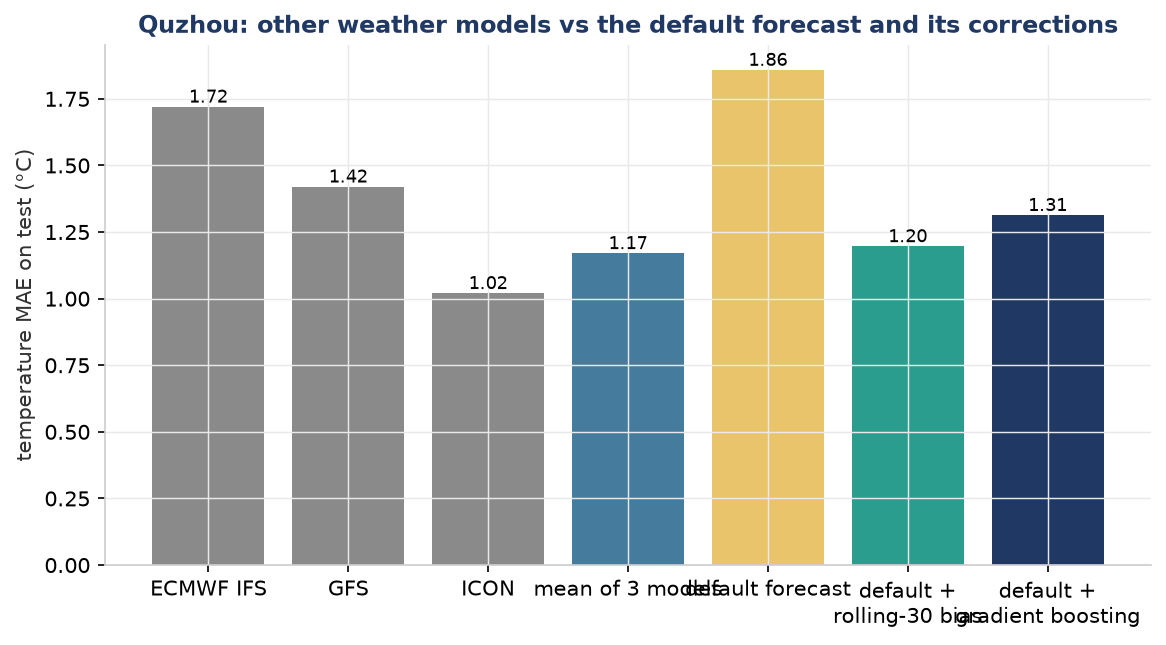 Quzhou: other weather models vs the default forecast and its corrections
temperature MAE on test (°C)
1.75
1.50
1.25
1.00
0.75
0.50
0.25
0.00
1.72
1.42
1.02
1.17
1.86
1.20
1.31
ECMWF IFS
GFS
ICON
mean of 3 models
default forecast
default +
rolling-30 bias
default +
gradient boosting